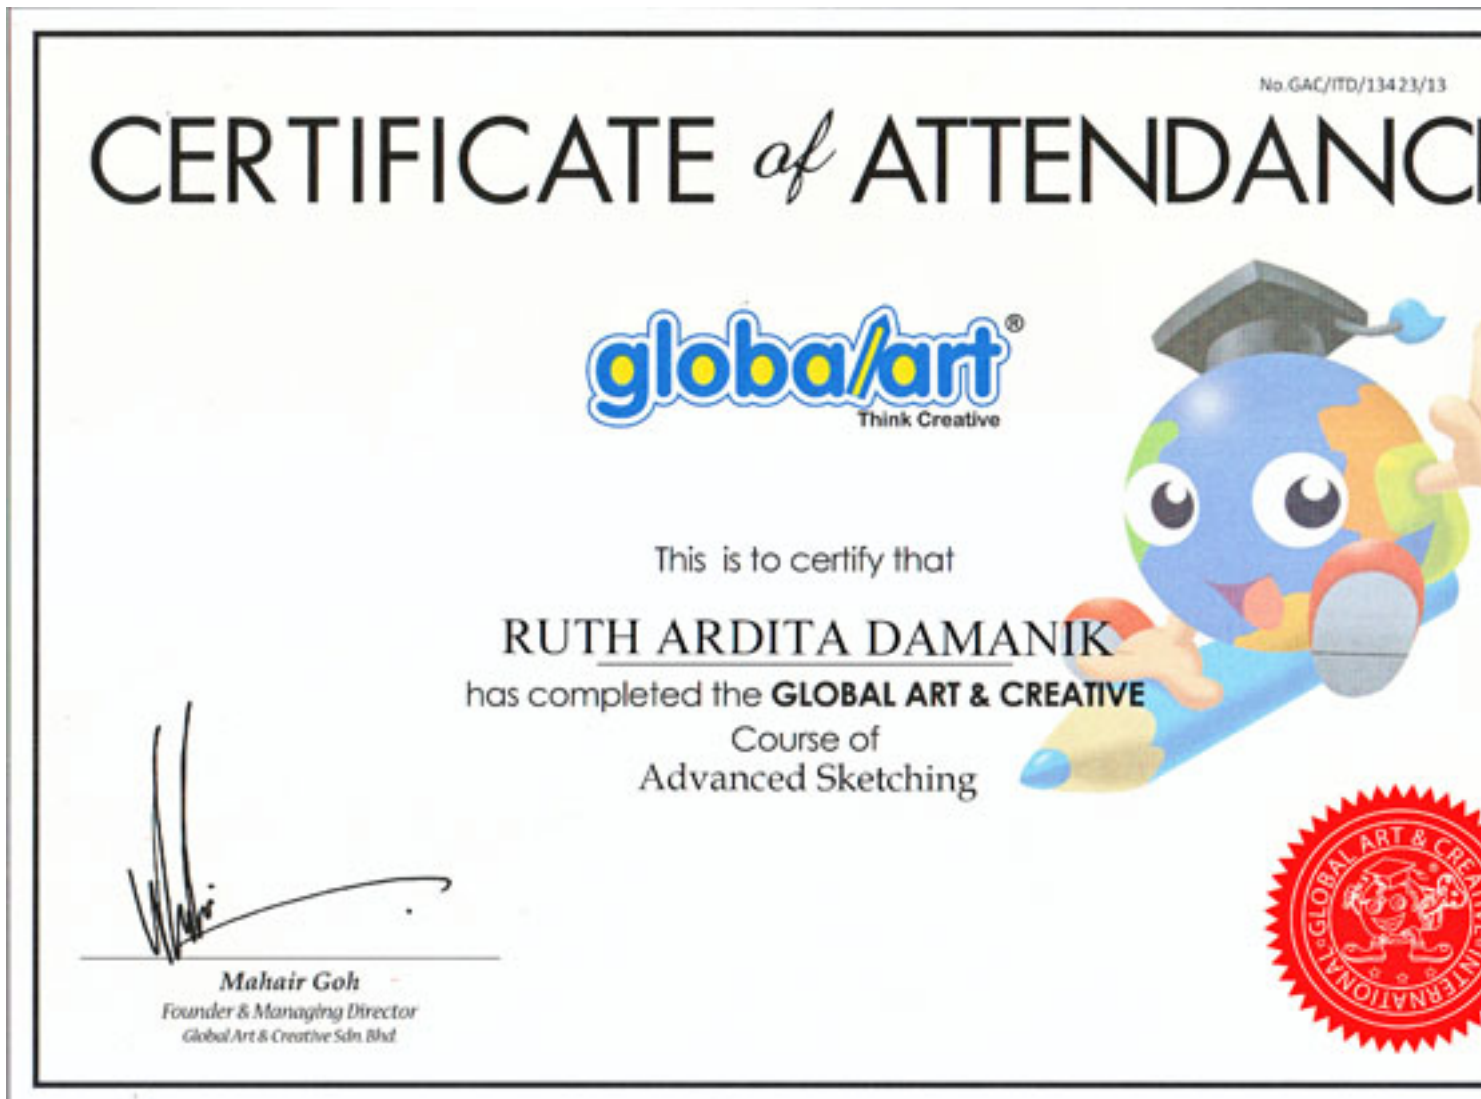 No.GAC/ITD/13423/13
CERTIFICATE of ATTENDANC
global/art®
Think Creative
This is to certify that
RUTH ARDITA DAMANIK
has completed the GLOBAL ART & CREATIVE
Course of
Advanced Sketching
Mahair Goh
Founder & Managing Director
Global Art & Creative Sdn Bhd
GLOBAL ART & CREATIVE INTERNATIONAL